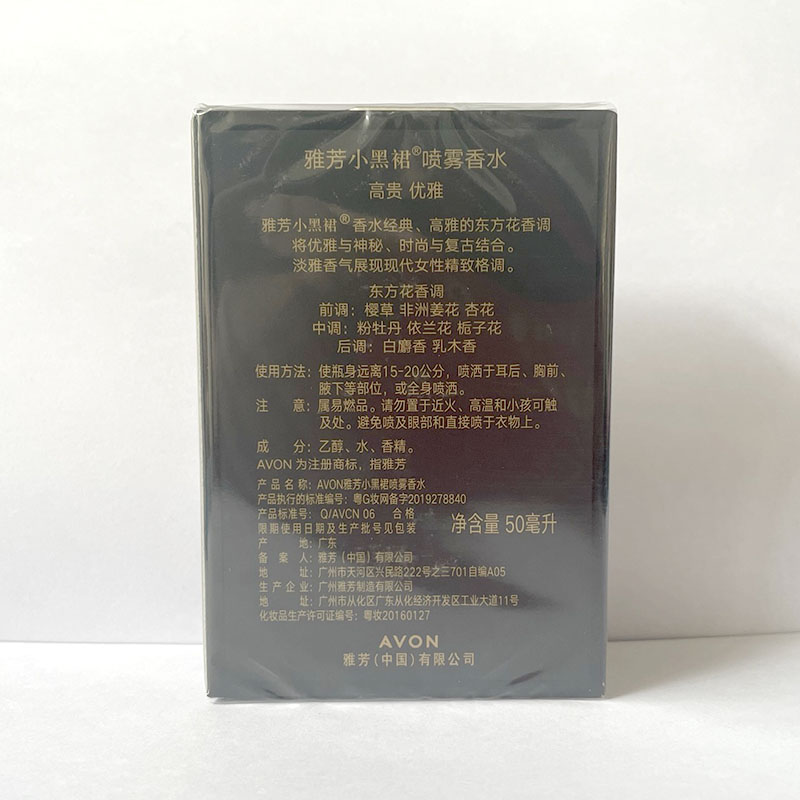 雅芳小黑裙®喷雾香水
高贵 优雅
雅芳小黑裙®香水经典、高雅的东方花香调
将优雅与神秘、时尚与复古结合。
淡雅香气展现现代女性精致格调。
东方花香调
前调：樱草 非洲姜花 杏花
中调：粉牡丹 依兰花 栀子花
后调：白麝香 乳木香
使用方法：使瓶身远离15-20公分，喷洒于耳后、胸前、
腋下等部位，或全身喷洒。
注 意：属易燃品。请勿置于近火、高温和小孩可触
及处。避免喷及眼部和直接喷于衣物上。
成 分：乙醇、水、香精。
AVON 为注册商标，指雅芳
产品名称：AVON雅芳小黑裙喷雾香水
产品执行的标准编号：粤G妆网备字2019278840
产品标准号：Q/AVCN 06 合格
限期使用日期及生产批号见包装
净含量 50毫升
产 地：广东
备案人：雅芳（中国）有限公司
地 址：广州市天河区兴民路222号之三701自编A05
生产企业：广州雅芳制造有限公司
地 址：广州市从化区广东从化经济开发区工业大道11号
化妆品生产许可证编号：粤妆20160127
AVON
雅芳（中国）有限公司